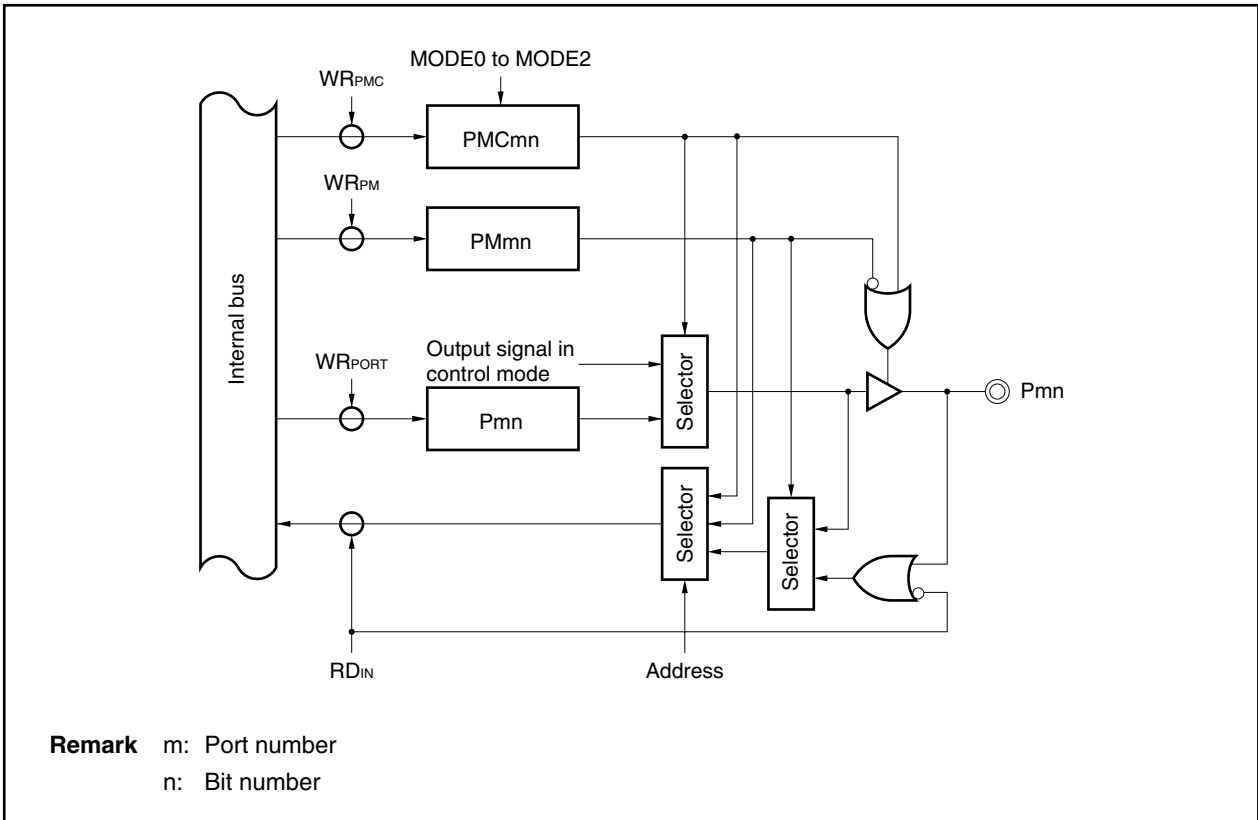 MODE0 to MODE2
WRPMC
PMCmn
WRPM
PMmn
Internal bus
Output signal in
control mode
WRPORT
Pmn
Selector
Pmn
Selector
Selector
RDIN
Address
Remark m: Port number
n: Bit number